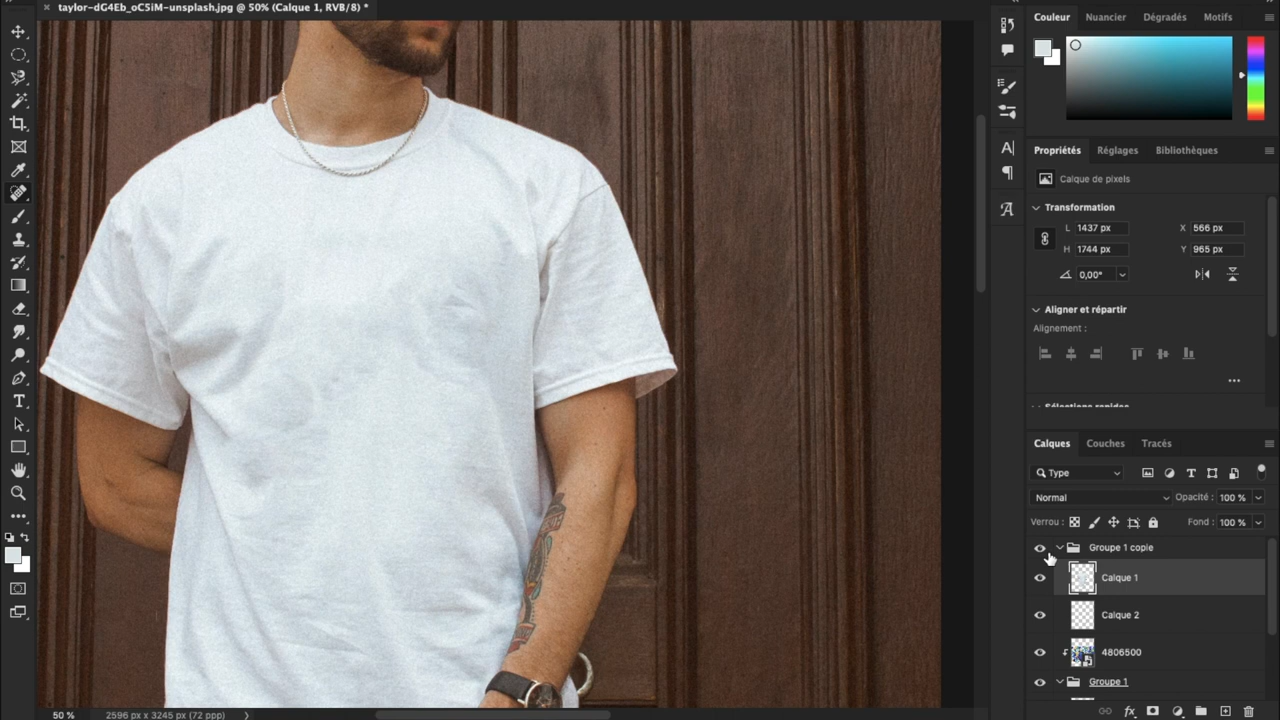 taylor-dG4Eb_oC5iM-unsplash.jpg @ 50% (Calque 1, RVB/8) *
50 %
2596 px x 3245 px (72 ppp)
Couleur Nuancier Dégradés Motifs
Propriétés Réglages Bibliothèques
Calque de pixels
Transformation
L 1437 px X 566 px
H 1744 px Y 965 px
0,00°
Aligner et répartir
Alignement :
Sélections rapides
Calques Couches Tracés
Type
Normal Opacité : 100 %
Verrou : Fond : 100 %
Groupe 1 copie
Calque 1
Calque 2
4806500
Groupe 1